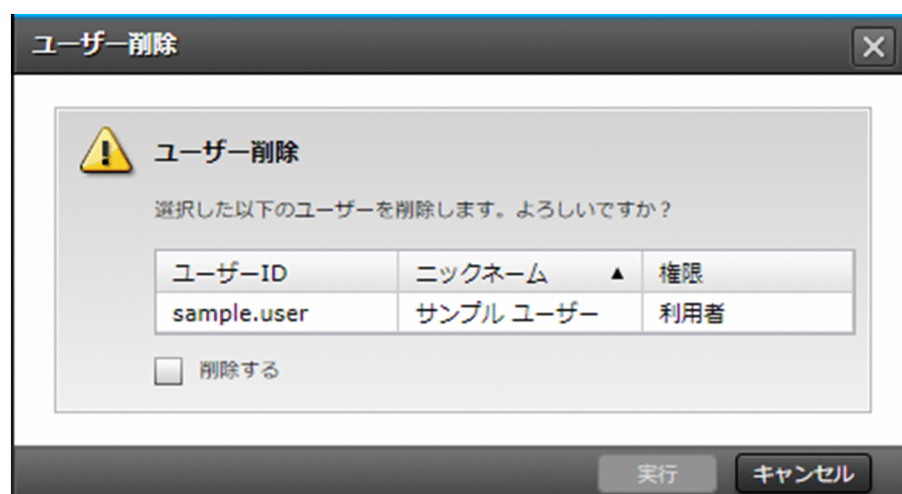 ユーザー削除
ユーザー削除
選択した以下のユーザーを削除します。よろしいですか？
ユーザーID ニックネーム ▲ 権限
sample.user サンプル ユーザー 利用者
削除する
実行 キャンセル